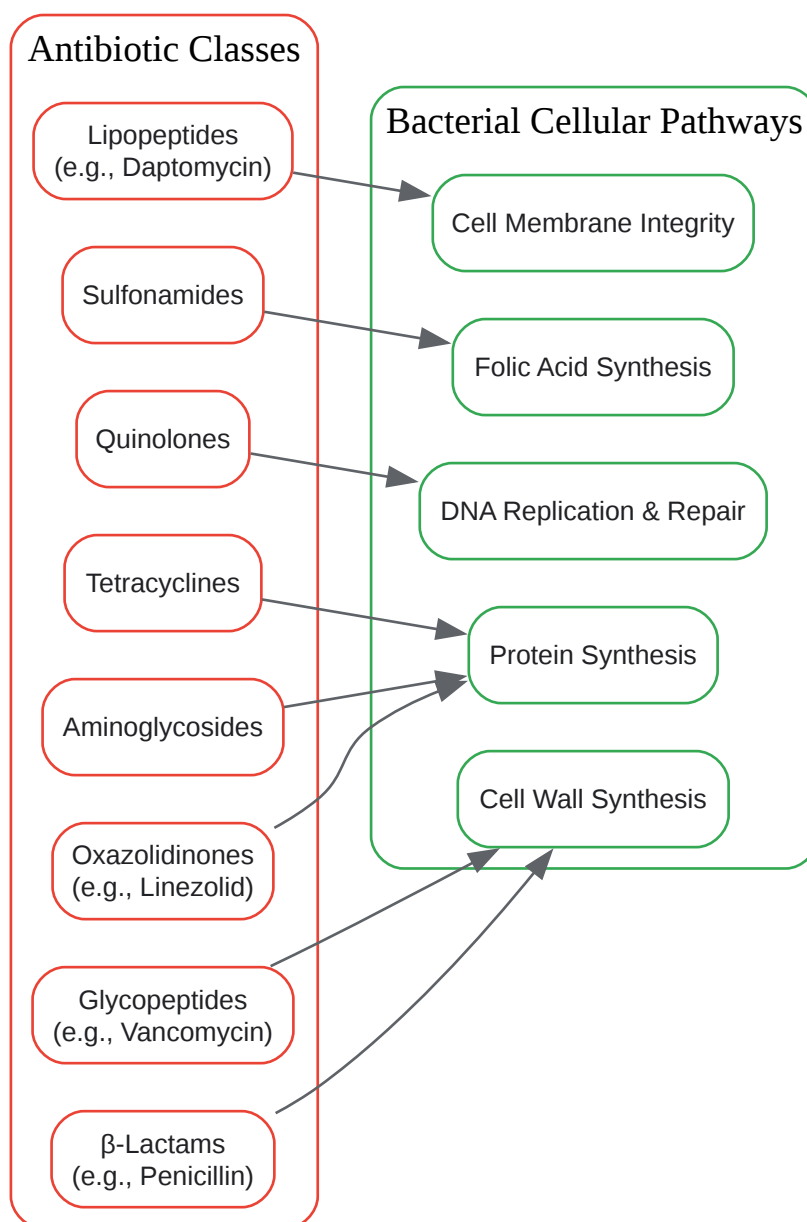 Antibiotic Classes
Lipopeptides
(e.g., Daptomycin)
Sulfonamides
Quinolones
Tetracyclines
Aminoglycosides
Oxazolidinones
(e.g., Linezolid)
Glycopeptides
(e.g., Vancomycin)
β-Lactams
(e.g., Penicillin)
Bacterial Cellular Pathways
Cell Membrane Integrity
Folic Acid Synthesis
DNA Replication & Repair
Protein Synthesis
Cell Wall Synthesis